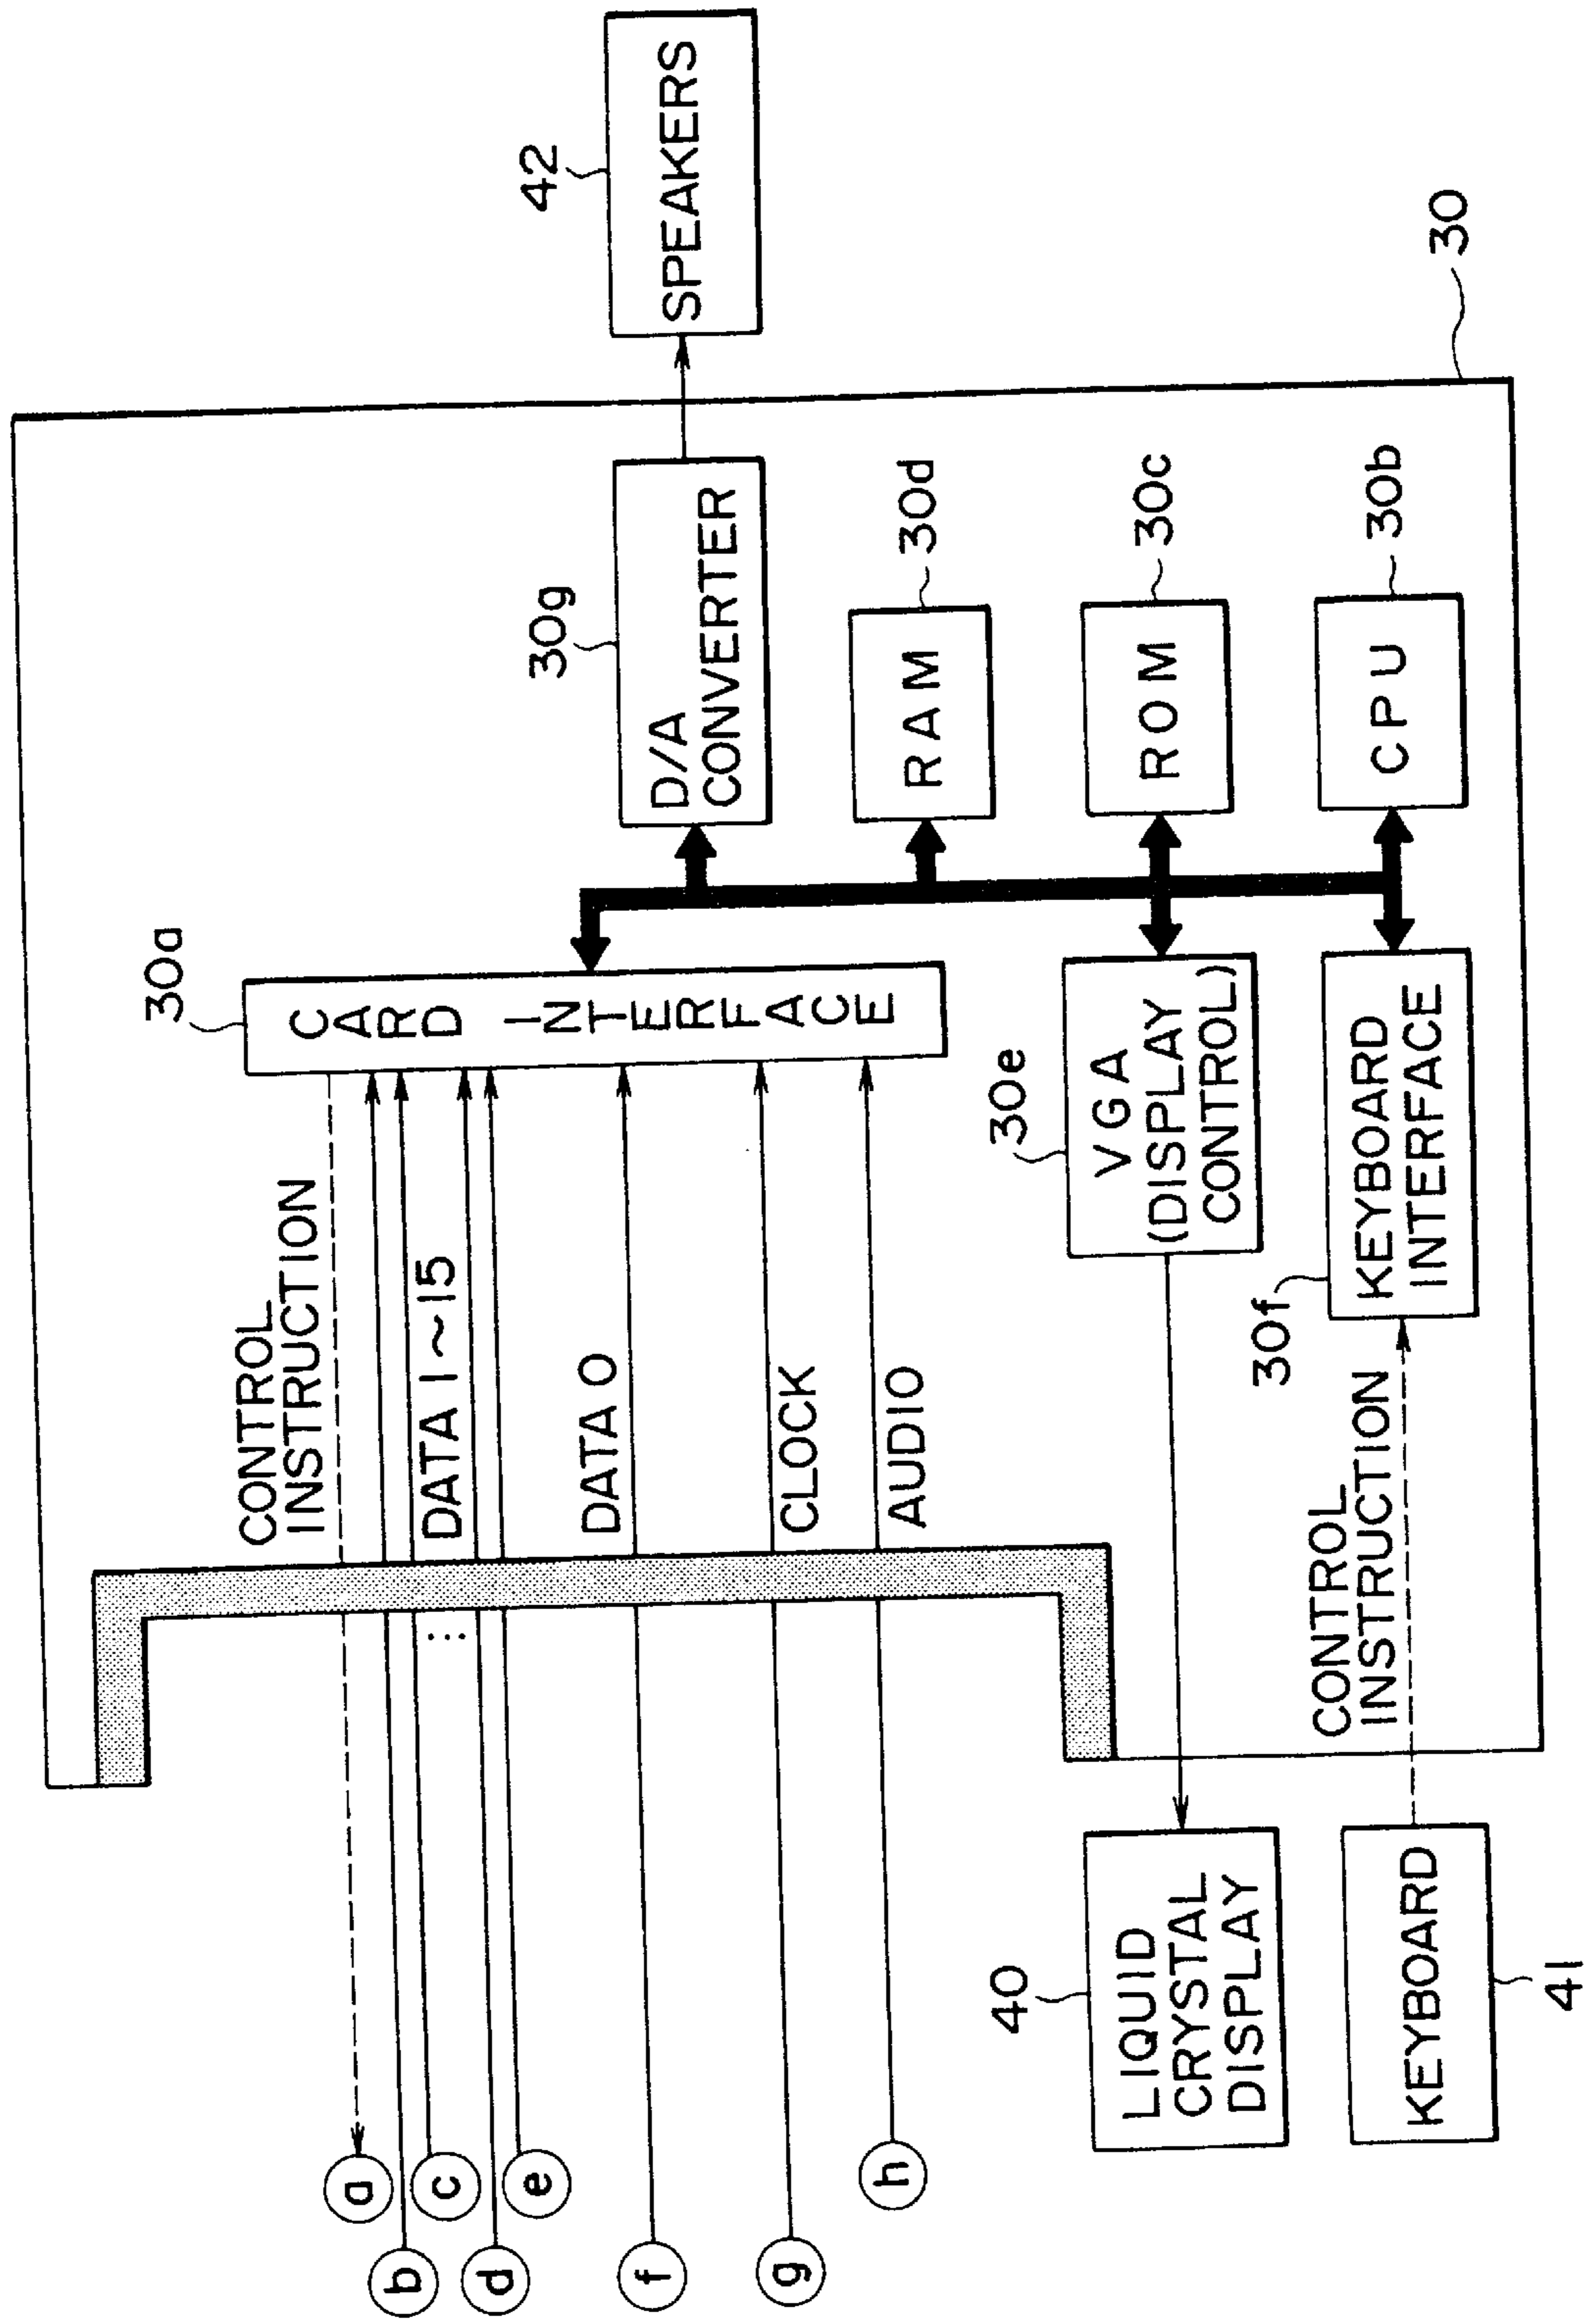 a
b
c
d
e
f
g
h
CONTROL
INSTRUCTION
DATA 1~15
...
DATA 0
CLOCK
AUDIO
30a
CARD INTERFACE
30g
D/A
CONVERTER
42
SPEAKERS
RAM
30d
ROM
30c
CPU
30b
30
40
LIQUID
CRYSTAL
DISPLAY
30e
VGA
(DISPLAY
CONTROL)
KEYBOARD
41
CONTROL
INSTRUCTION
30f
KEYBOARD
INTERFACE